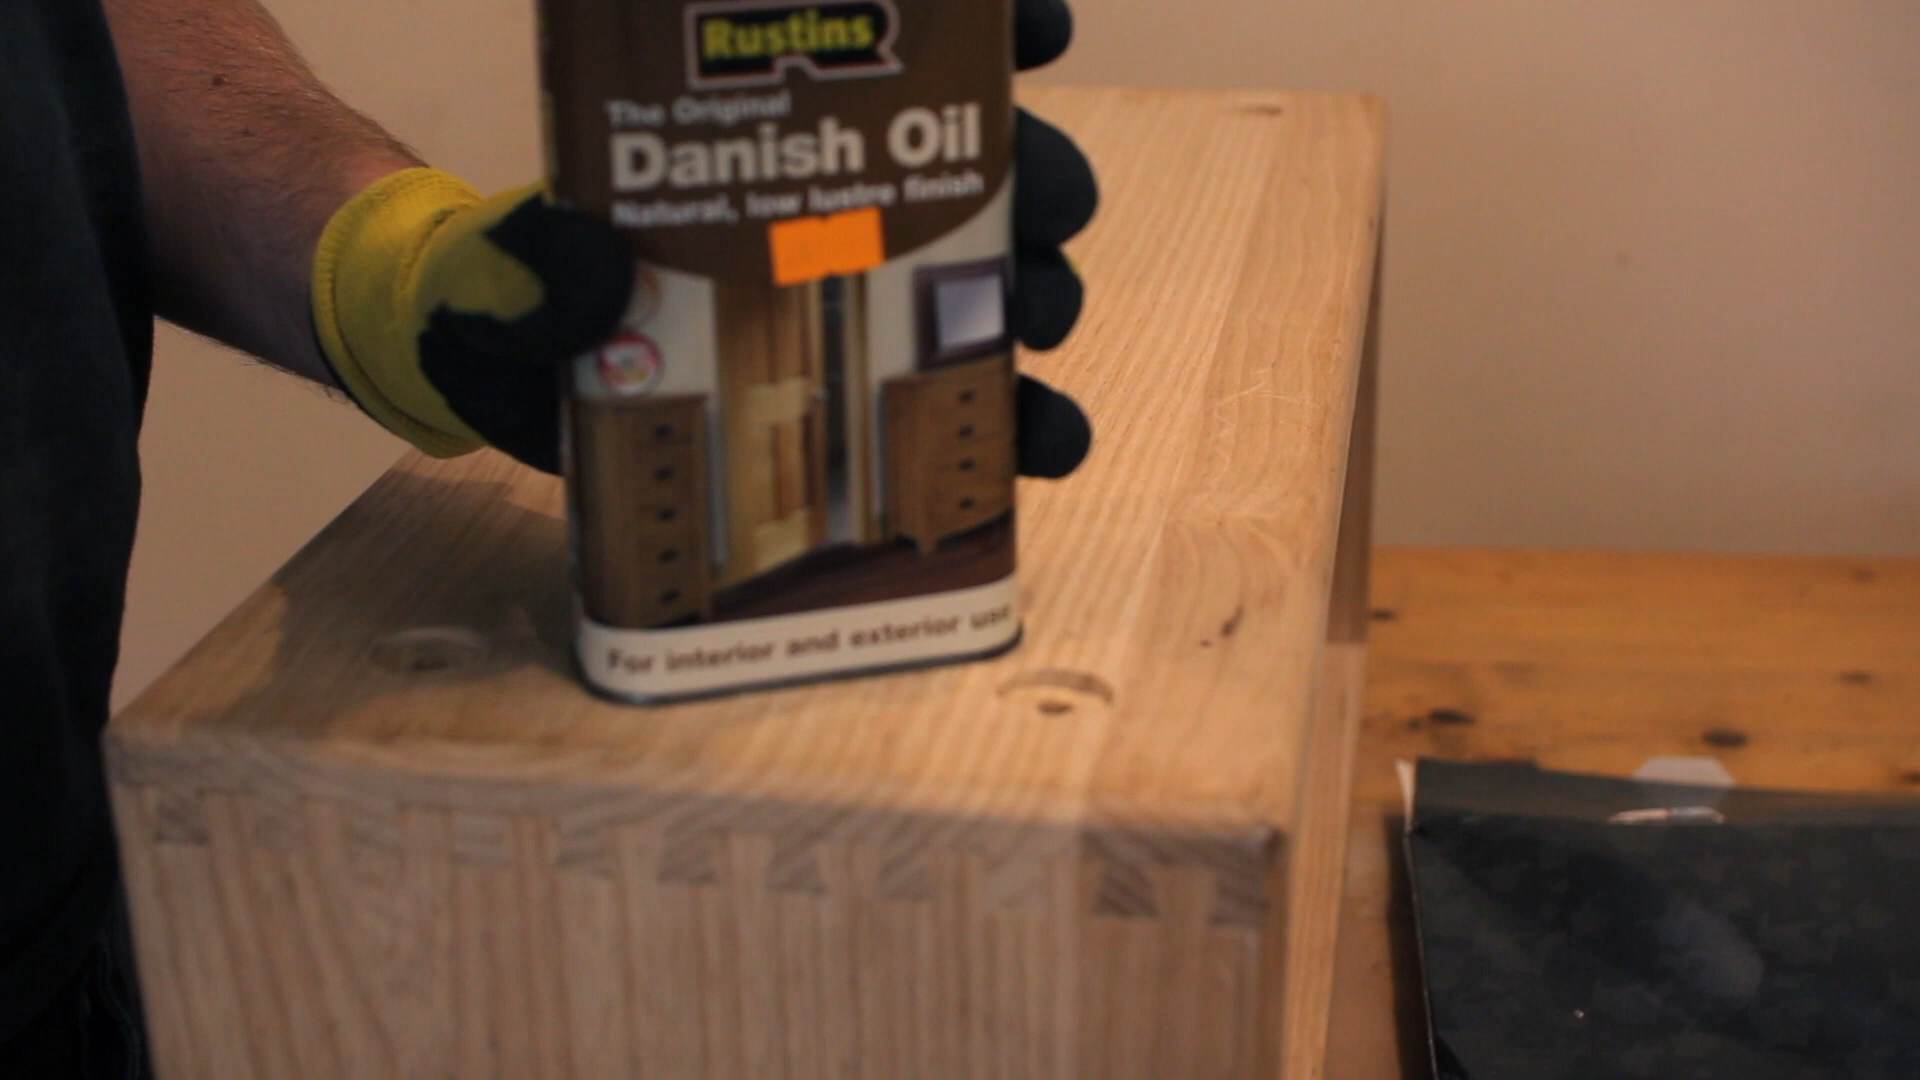 Rustins
The Original
Danish Oil
Natural, low lustre finish
For interior and exterior use